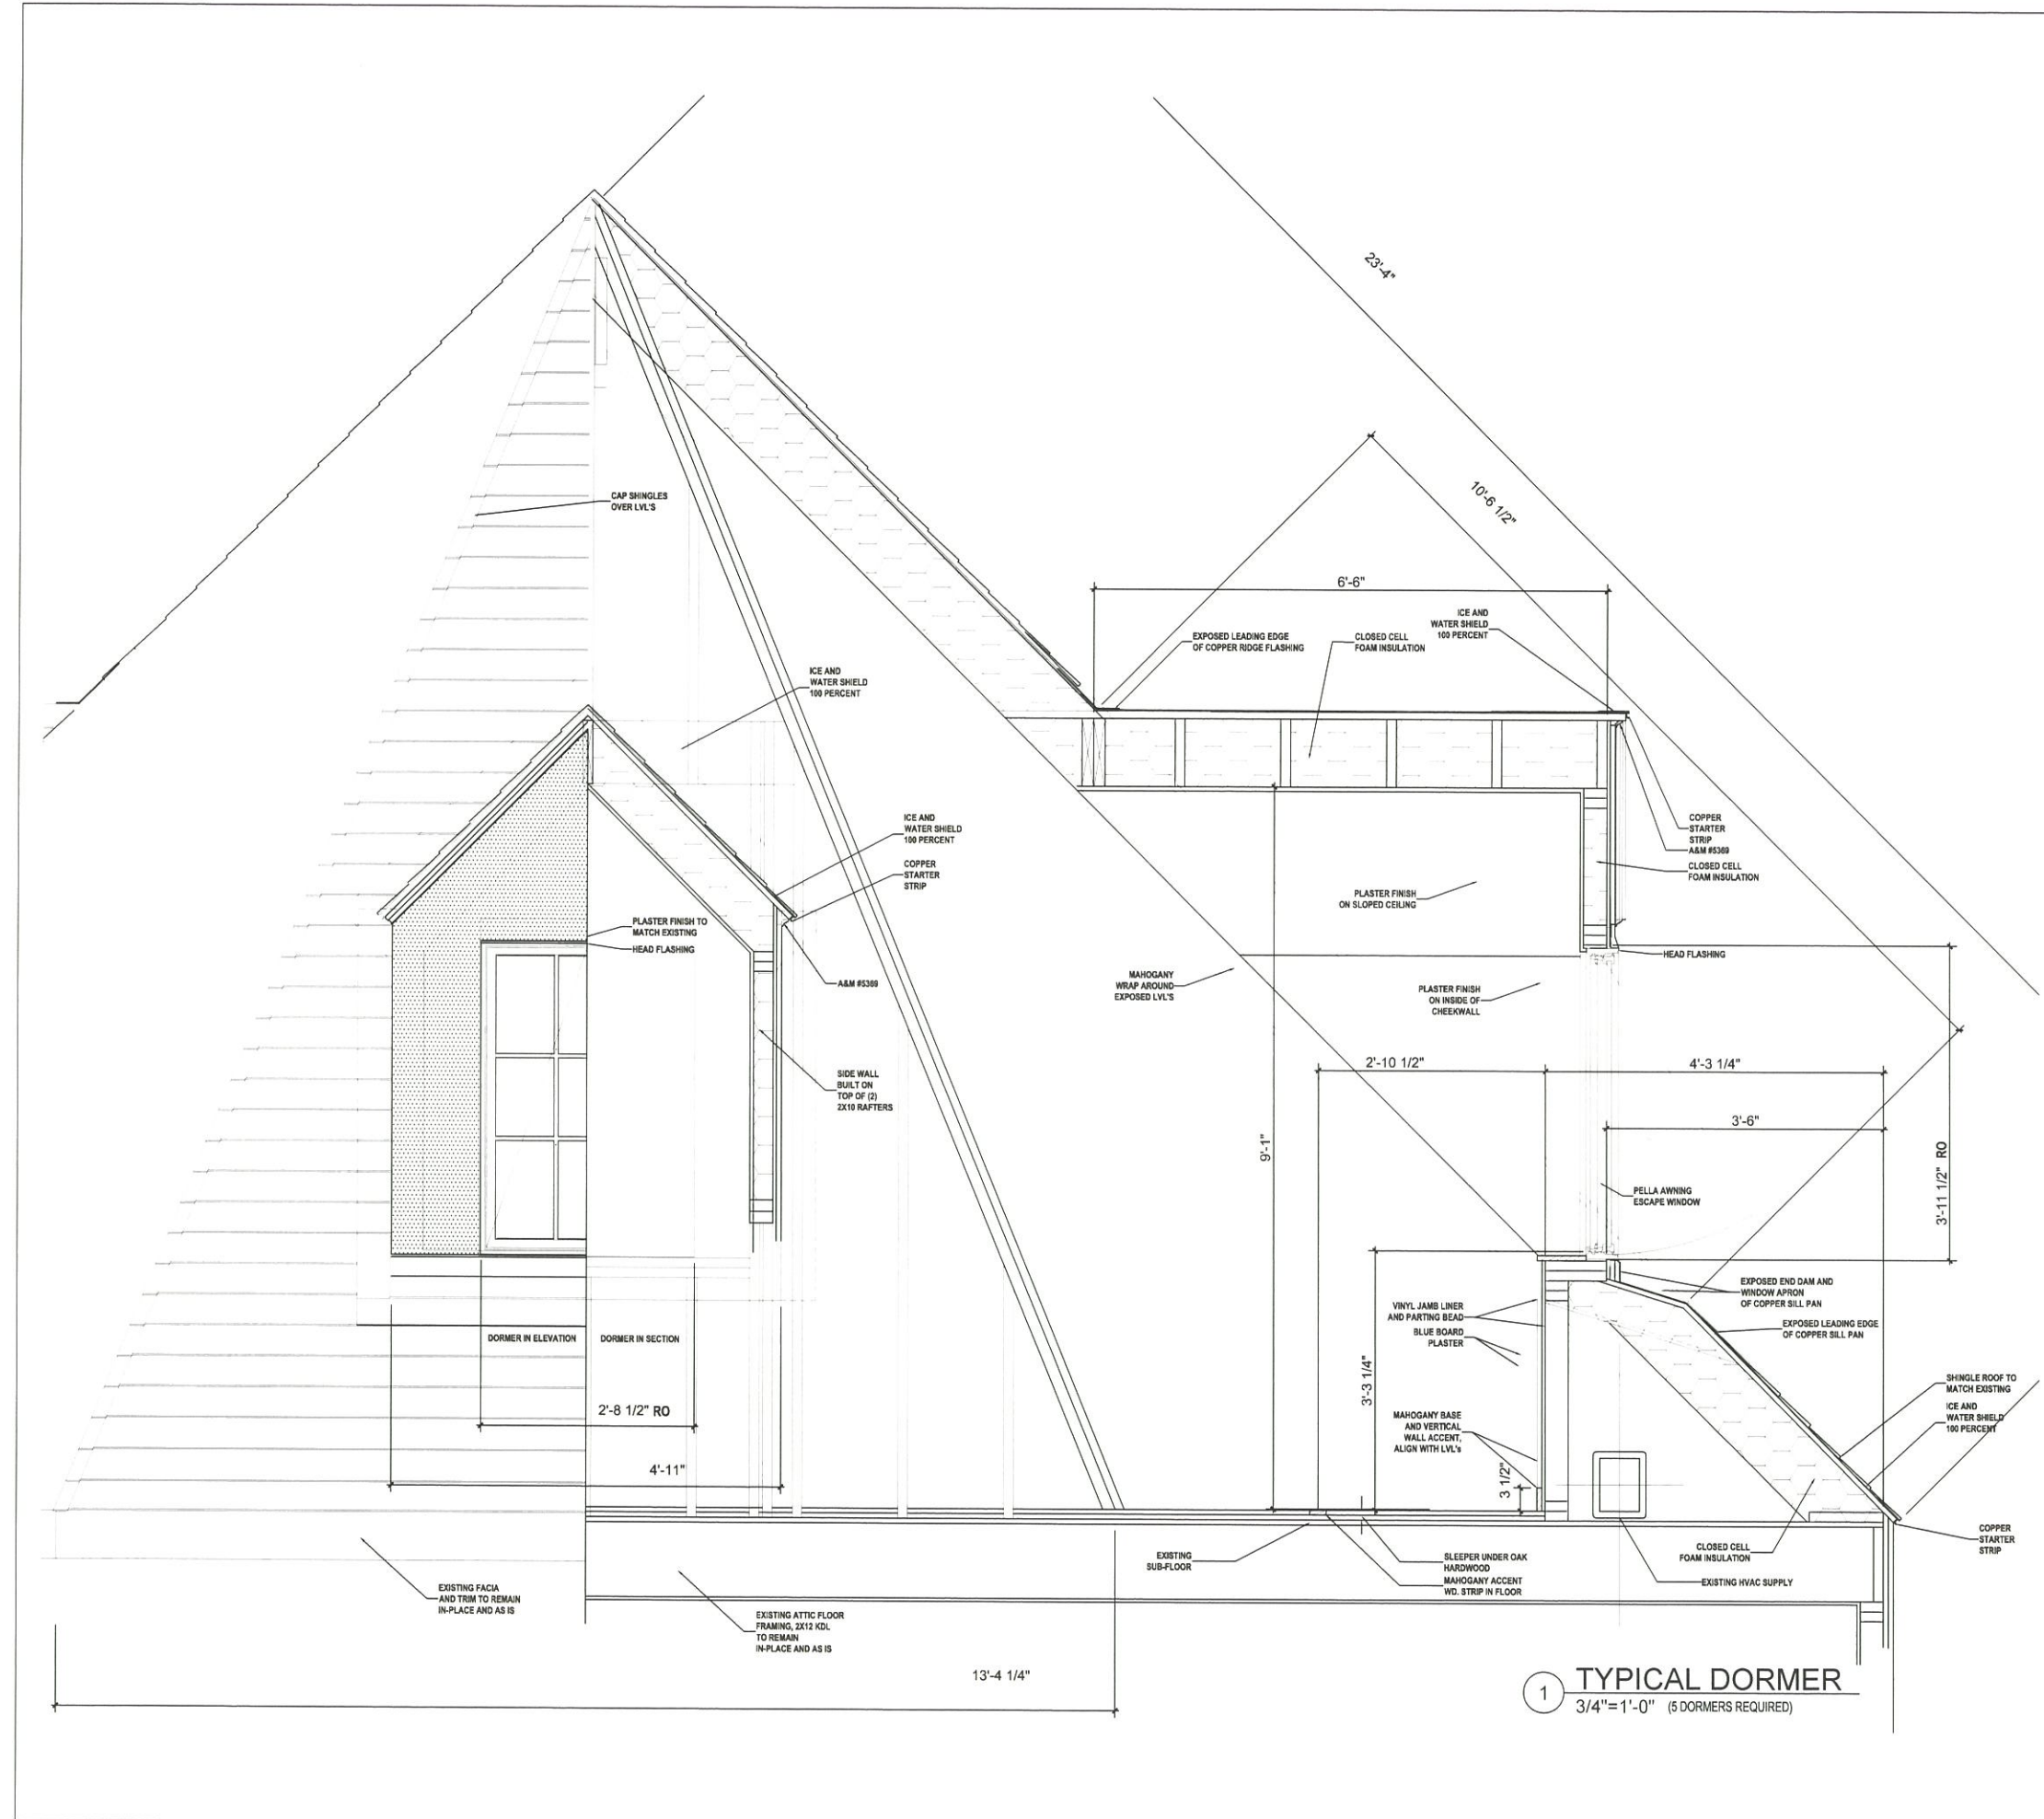 23'-4"
10'-6 1/2"
CAP SHINGLES
OVER LVL'S
6'-6"
ICE AND
WATER SHIELD
100 PERCENT
EXPOSED LEADING EDGE
OF COPPER RIDGE FLASHING
CLOSED CELL
FOAM INSULATION
ICE AND
WATER SHIELD
100 PERCENT
ICE AND
WATER SHIELD
100 PERCENT
COPPER
STARTER
STRIP
COPPER
STARTER
STRIP
A&M #5369
CLOSED CELL
FOAM INSULATION
PLASTER FINISH
ON SLOPED CEILING
PLASTER FINISH TO
MATCH EXISTING
HEAD FLASHING
A&M #5369
HEAD FLASHING
MAHOGANY
WRAP AROUND
EXPOSED LVL'S
PLASTER FINISH
ON INSIDE OF
CHEEKWALL
2'-10 1/2"
4'-3 1/4"
SIDE WALL
BUILT ON
TOP OF (2)
2X10 RAFTERS
3'-6"
9'-1"
3'-11 1/2" RO
PELLA AWNING
ESCAPE WINDOW
EXPOSED END DAM AND
WINDOW APRON
OF COPPER SILL PAN
VINYL JAMB LINER
AND PARTING BEAD
BLUE BOARD
PLASTER
EXPOSED LEADING EDGE
OF COPPER SILL PAN
DORMER IN ELEVATION
DORMER IN SECTION
3'-3 1/4"
SHINGLE ROOF TO
MATCH EXISTING
ICE AND
WATER SHIELD
100 PERCENT
2'-8 1/2" RO
MAHOGANY BASE
AND VERTICAL
WALL ACCENT,
ALIGN WITH LVL's
4'-11"
3 1/2"
COPPER
STARTER
STRIP
EXISTING
SUB-FLOOR
SLEEPER UNDER OAK
HARDWOOD
MAHOGANY ACCENT
WD. STRIP IN FLOOR
CLOSED CELL
FOAM INSULATION
EXISTING HVAC SUPPLY
EXISTING FACIA
AND TRIM TO REMAIN
IN-PLACE AND AS IS
EXISTING ATTIC FLOOR
FRAMING, 2X12 KDL
TO REMAIN
IN-PLACE AND AS IS
13'-4 1/4"
1
TYPICAL DORMER
3/4"=1'-0" (5 DORMERS REQUIRED)